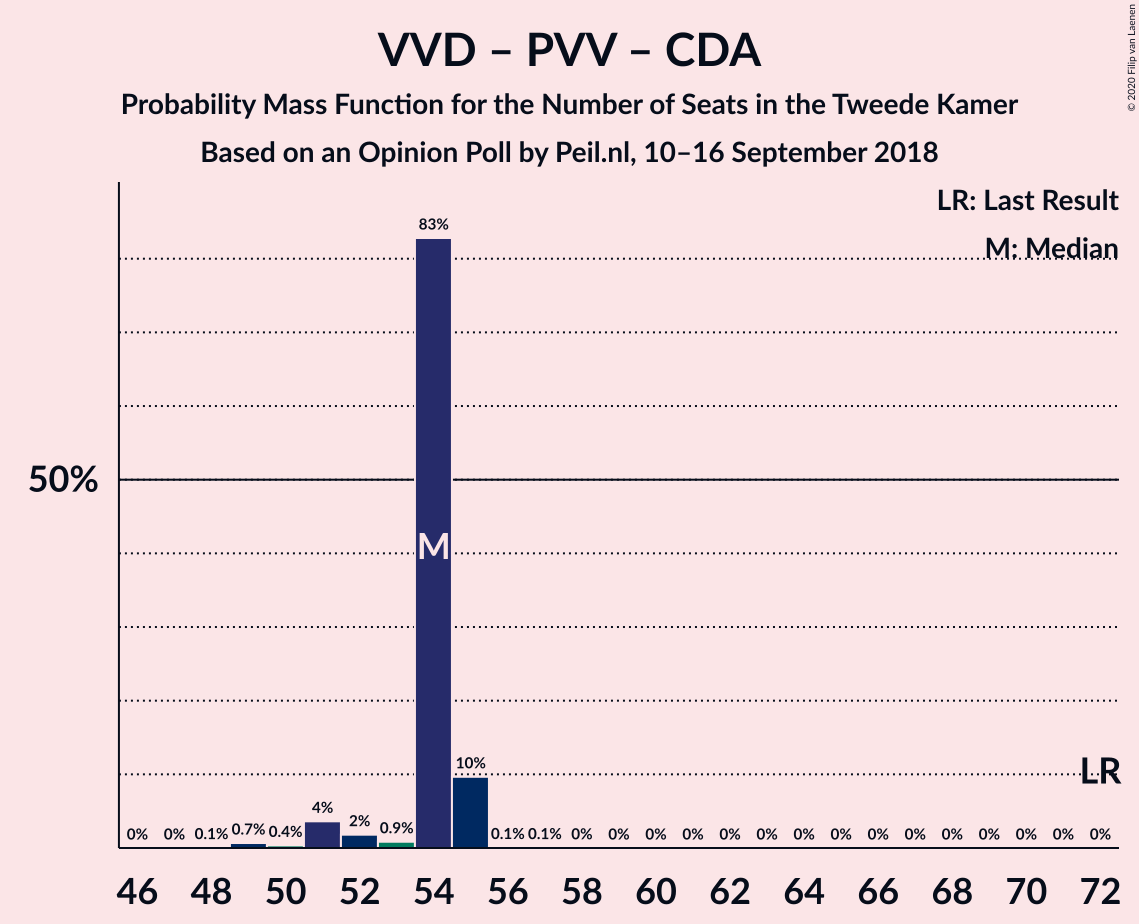 VVD – PVV – CDA
Probability Mass Function for the Number of Seats in the Tweede Kamer
Based on an Opinion Poll by Peil.nl, 10–16 September 2018
© 2020 Filip van Laenen
LR: Last Result
M: Median
50%
83%
M
10%
LR
0% 0% 0.1% 0.7% 0.4% 4% 2% 0.9% 0.1% 0.1% 0% 0% 0% 0% 0% 0% 0% 0% 0% 0% 0% 0% 0% 0% 0%
46 48 50 52 54 56 58 60 62 64 66 68 70 72